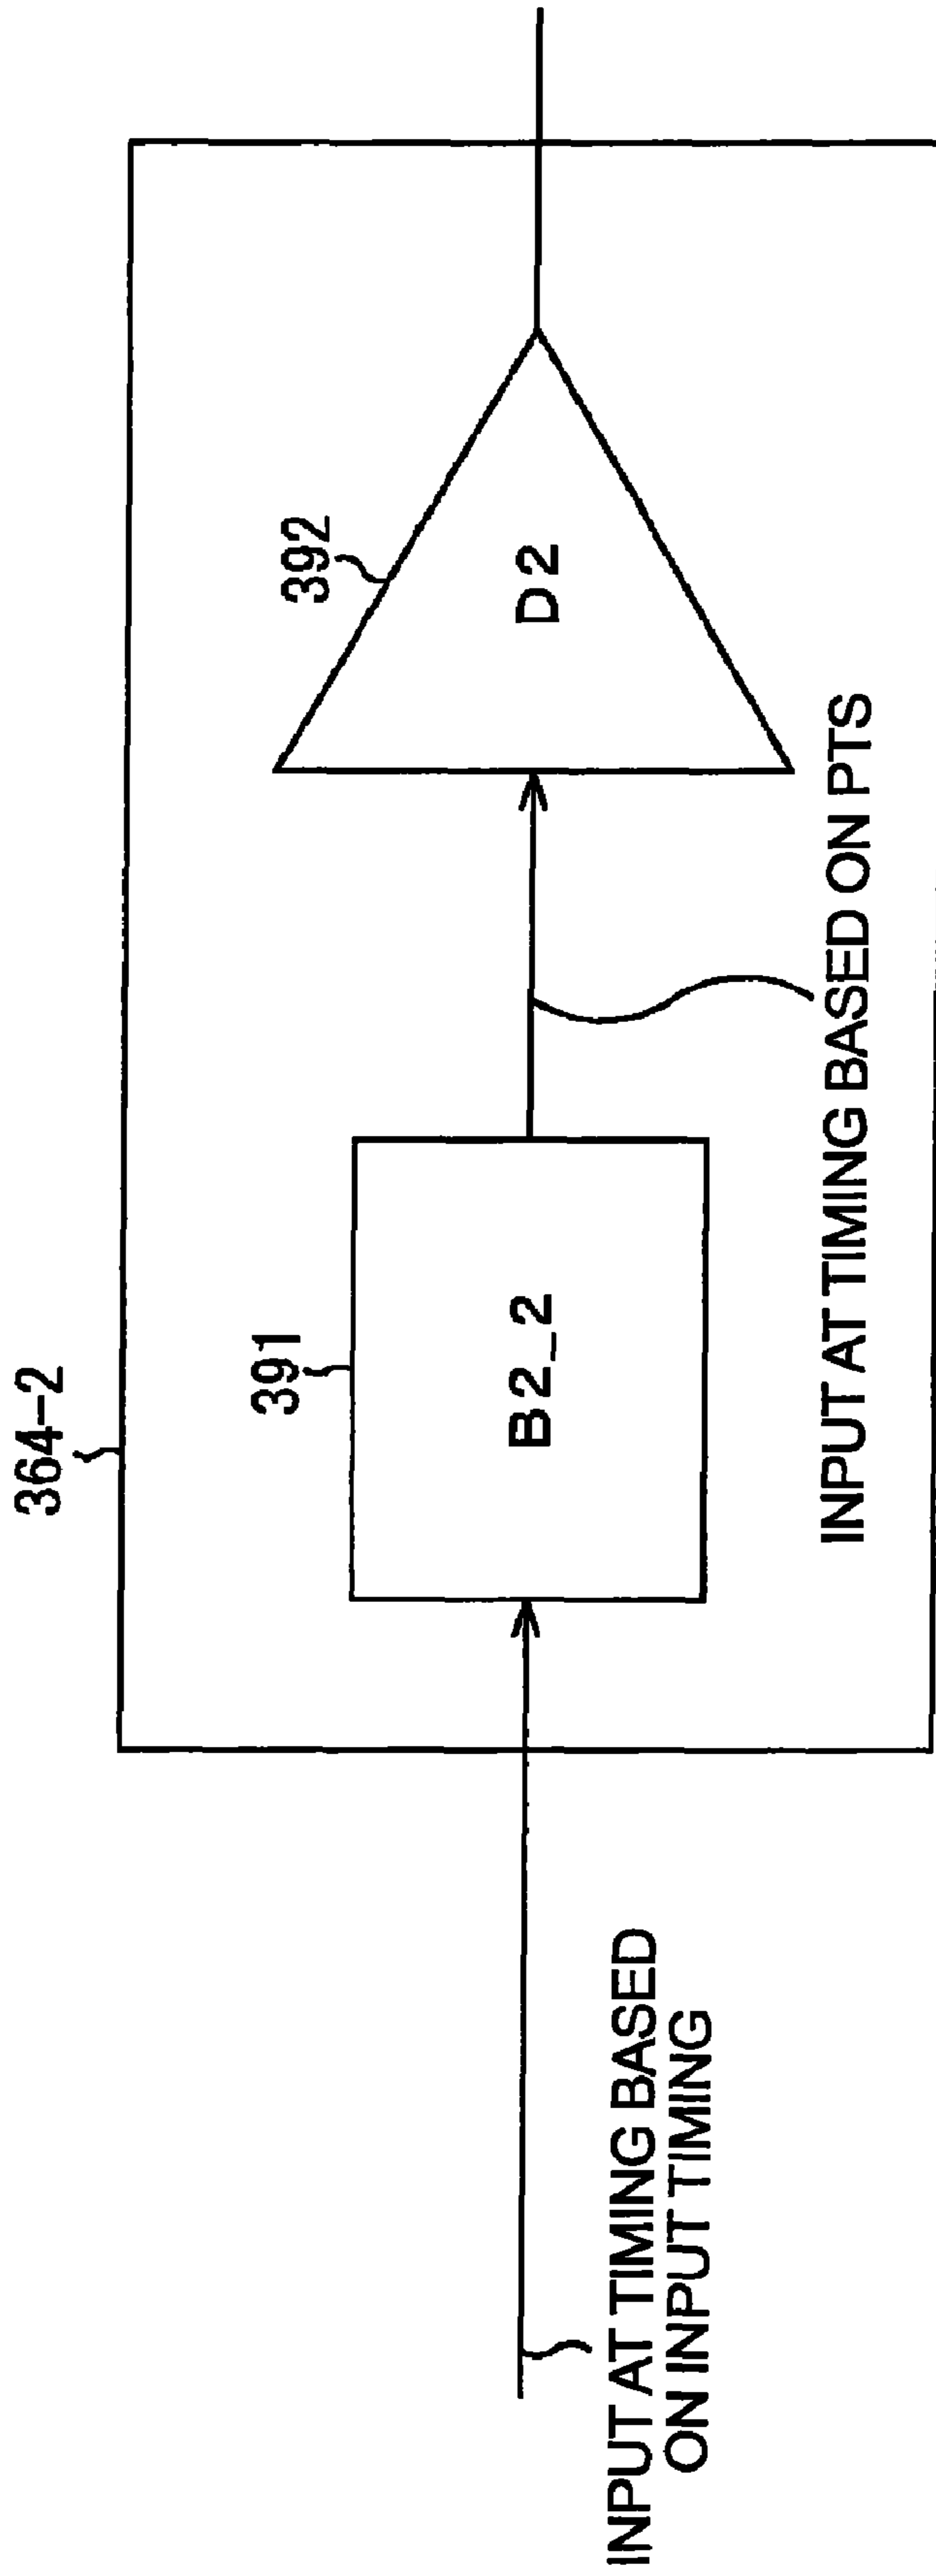 364-2
391
392
B2_2
D2
INPUT AT TIMING BASED
ON INPUT TIMING
INPUT AT TIMING BASED ON PTS